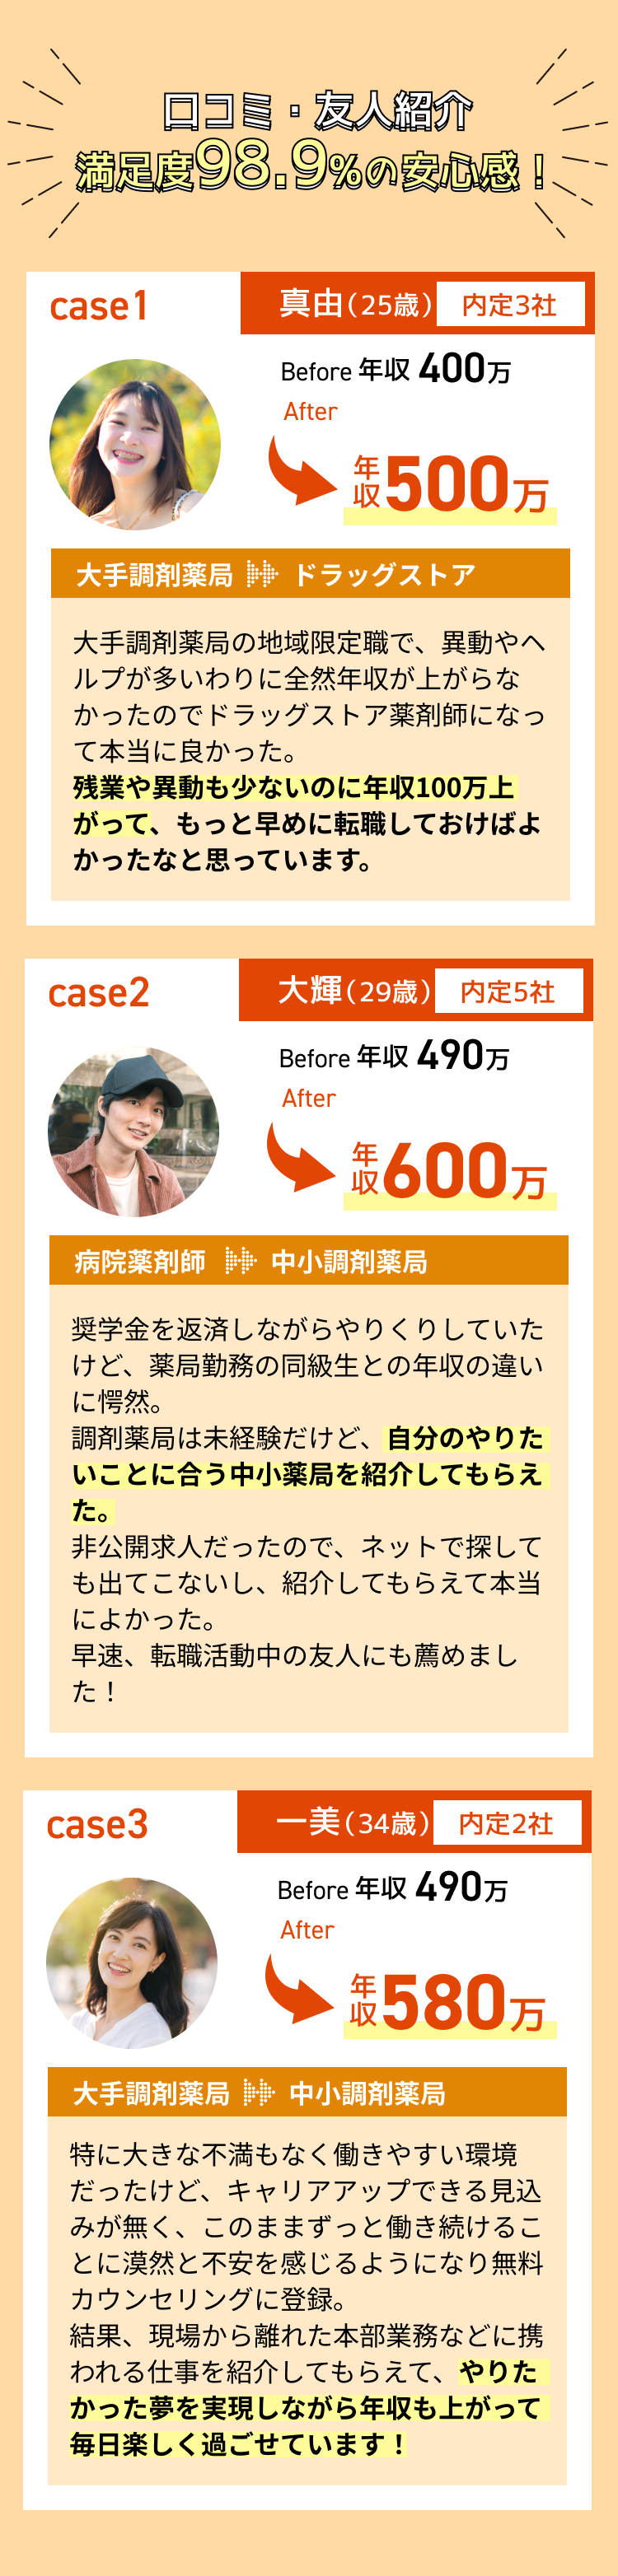 口コミ・友人紹介
満足度98.9%の安心感！
case1
真由（25歳）
内定3社
Before 年収 400万
After
年収500万
大手調剤薬局 ドラッグストア
大手調剤薬局の地域限定職で、異動やヘ
ルプが多いわりに全然年収が上がらな
かったのでドラッグストア薬剤師になっ
て本当に良かった。
残業や異動も少ないのに年収100万上
がって、もっと早めに転職しておけばよ
かったなと思っています。
case2
大輝（29歳）
内定5社
Before 年収 490万
After
年収600万
病院薬剤師 中小調剤薬局
奨学金を返済しながらやりくりしていた
けど、薬局勤務の同級生との年収の違い
に愕然。
調剤薬局は未経験だけど、自分のやりた
いことに合う中小薬局を紹介してもらえ
た。
非公開求人だったので、ネットで探して
も出てこないし、紹介してもらえて本当
によかった。
早速、転職活動中の友人にも薦めまし
た！
case3
一美（34歳）
内定2社
Before 年収 490万
After
年収580万
大手調剤薬局 中小調剤薬局
特に大きな不満もなく働きやすい環境
だったけど、キャリアアップできる見込
みが無く、このままずっと働き続けるこ
とに漠然と不安を感じるようになり無料
カウンセリングに登録。
結果、現場から離れた本部業務などに携
われる仕事を紹介してもらえて、やりた
かった夢を実現しながら年収も上がって
毎日楽しく過ごせています！